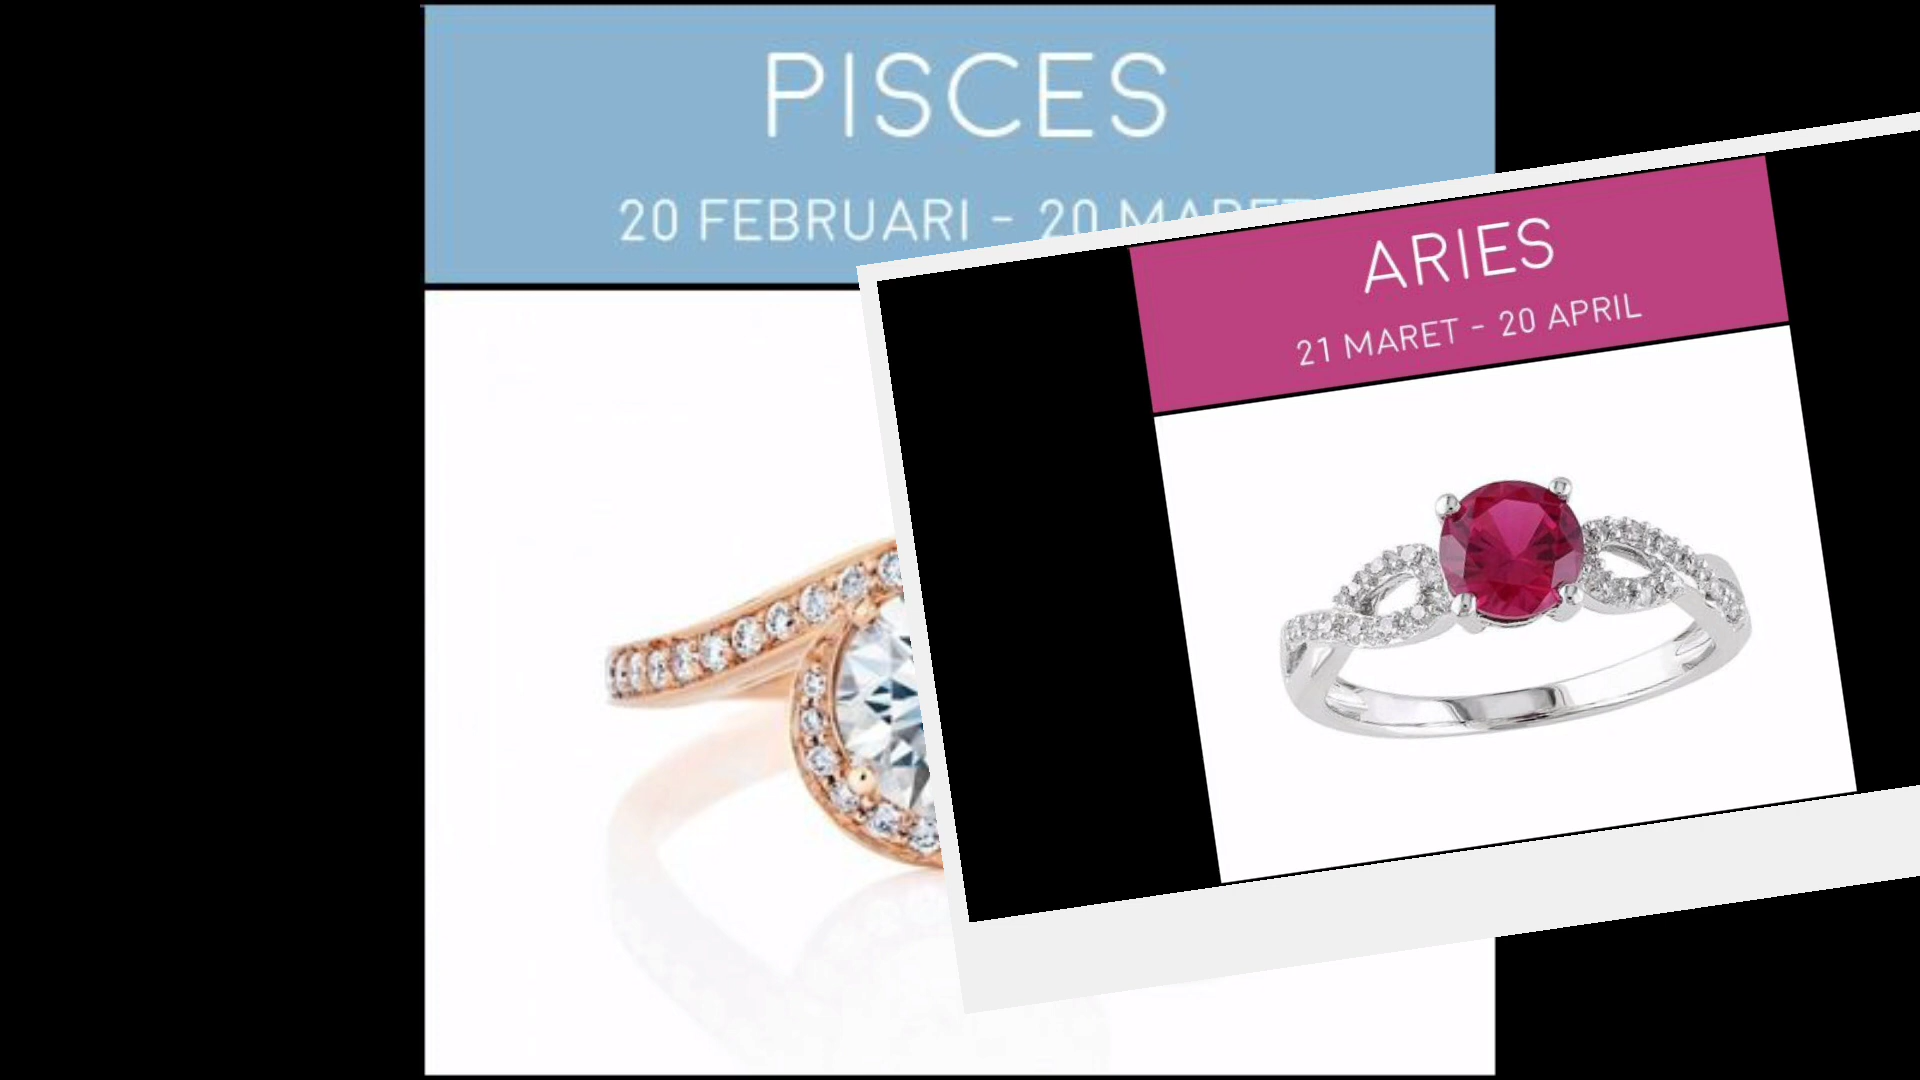 PISCES
20 FEBRUARI - 20
ARIES
21 MARET - 20 APRIL